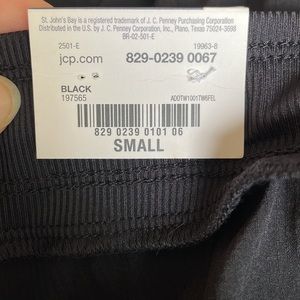 St. John's Bay is a registered trademark of J. C. Penney Purchasing Corporation
Distributed in the U.S. by J. C. Penney Corporation, Inc., Plano, Texas 75024-3698
BR-02-501-E
2501-E 19963-8
jcp.com 829-0239 0067
BLACK
197565 ADOTW1001TW6FEL
829 0239 0101 06
SMALL